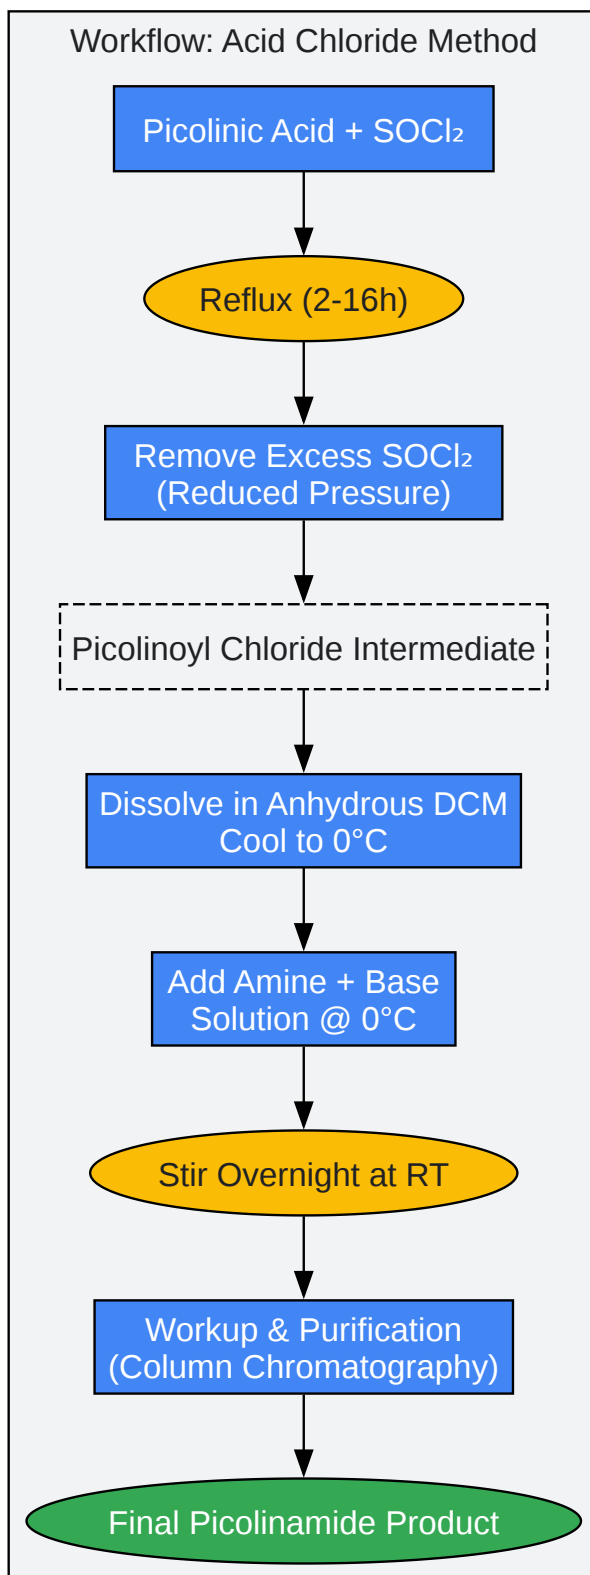 Workflow: Acid Chloride Method
Picolinic Acid + SOCl₂
Reflux (2-16h)
Remove Excess SOCl₂
(Reduced Pressure)
Picolinoyl Chloride Intermediate
Dissolve in Anhydrous DCM
Cool to 0°C
Add Amine + Base
Solution @ 0°C
Stir Overnight at RT
Workup & Purification
(Column Chromatography)
Final Picolinamide Product